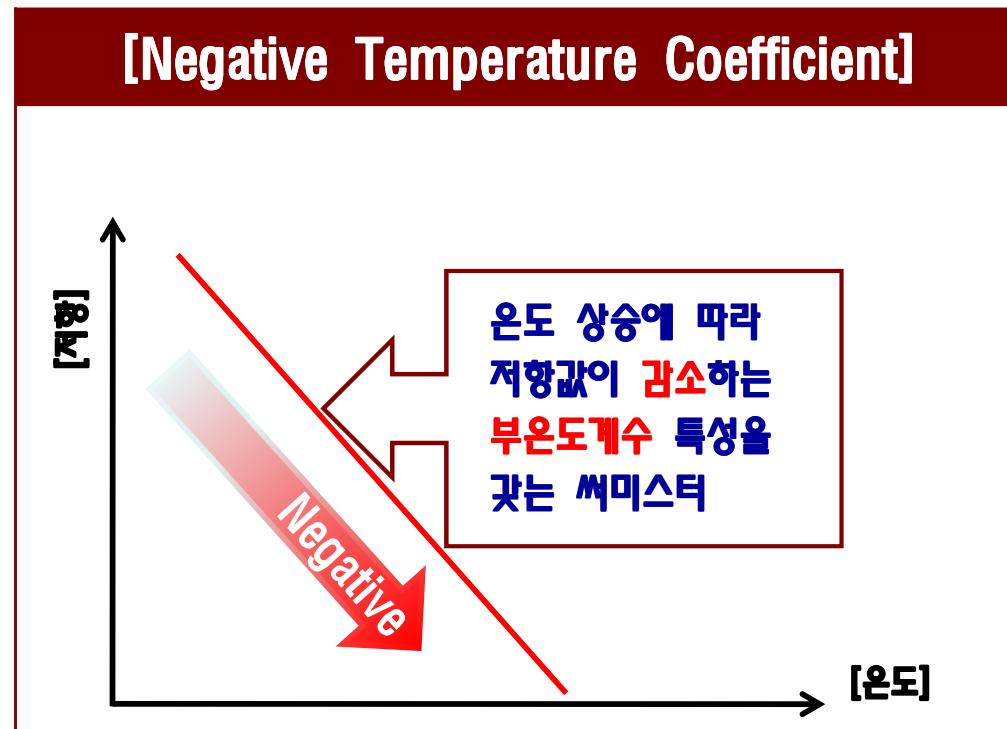 [Negative Temperature Coefficient]
[저항]
온도 상승에 따라
저항값이 감소하는
부온도계수 특성을
갖는 써미스터
Negative
[온도]